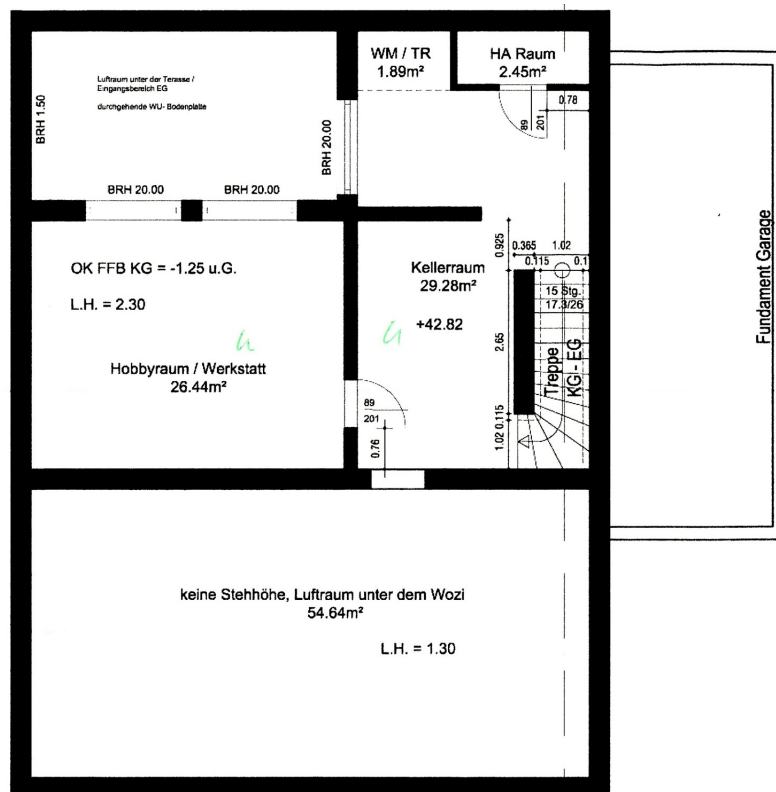 Luftraum unter der Terasse /
Eingangsbereich EG
durchgehende WU- Bodenplatte
BRH 1.50
BRH 20.00
BRH 20.00
BRH 20.00
WM / TR
1.89m²
HA Raum
2.45m²
0.78
89
201
OK FFB KG = -1.25 u.G.
L.H. = 2.30
Hobbyraum / Werkstatt
26.44m²
Kellerraum
29.28m²
+42.82
0.925
0.365
1.02
0.115
0.1
15 Stg.
17.3/26
2.65
Treppe
KG - EG
1.02
0.115
89
201
0.76
Fundament Garage
keine Stehhöhe, Luftraum unter dem Wozi
54.64m²
L.H. = 1.30